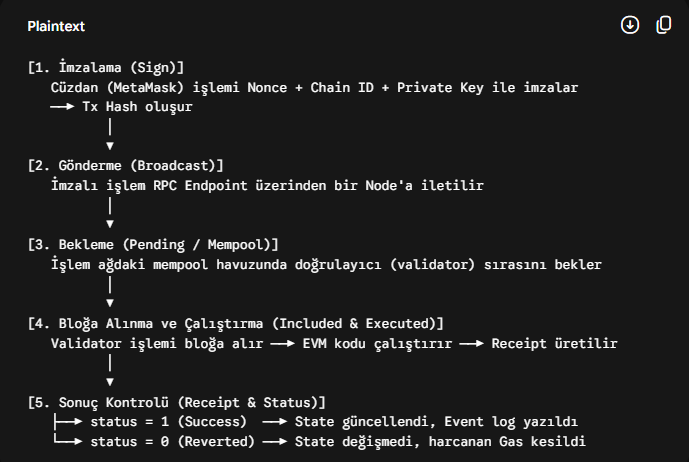 Plaintext
[1. İmzalama (Sign)]
Cüzdan (MetaMask) işlemi Nonce + Chain ID + Private Key ile imzalar
──► Tx Hash oluşur
│
▼
[2. Gönderme (Broadcast)]
İmzalı işlem RPC Endpoint üzerinden bir Node'a iletilir
│
▼
[3. Bekleme (Pending / Mempool)]
İşlem ağdaki mempool havuzunda doğrulayıcı (validator) sırasını bekler
│
▼
[4. Bloğa Alınma ve Çalıştırma (Included & Executed)]
Validator işlemi bloğa alır ──► EVM kodu çalıştırır ──► Receipt üretilir
│
▼
[5. Sonuç Kontrolü (Receipt & Status)]
├──► status = 1 (Success) ──► State güncellendi, Event log yazıldı
└──► status = 0 (Reverted) ──► State değişmedi, harcanan Gas kesildi